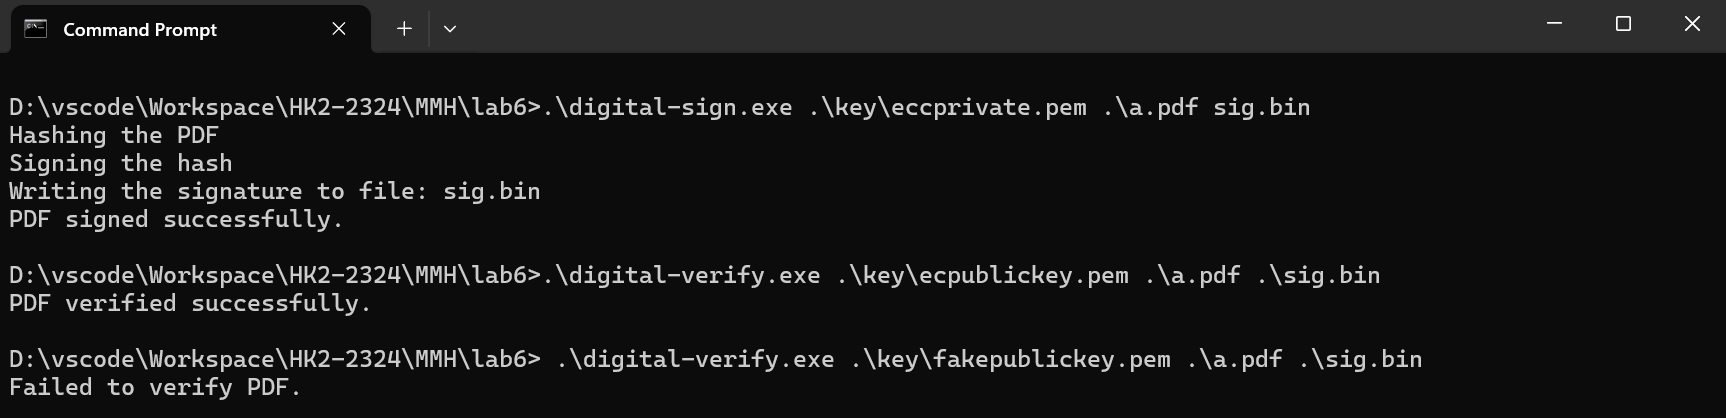 Command Prompt
D:\vscode\Workspace\HK2-2324\MMH\lab6>.\digital-sign.exe .\key\eccprivate.pem .\a.pdf sig.bin
Hashing the PDF
Signing the hash
Writing the signature to file: sig.bin
PDF signed successfully.
D:\vscode\Workspace\HK2-2324\MMH\lab6>.\digital-verify.exe .\key\ecpublickey.pem .\a.pdf .\sig.bin
PDF verified successfully.
D:\vscode\Workspace\HK2-2324\MMH\lab6> .\digital-verify.exe .\key\fakepublickey.pem .\a.pdf .\sig.bin
Failed to verify PDF.